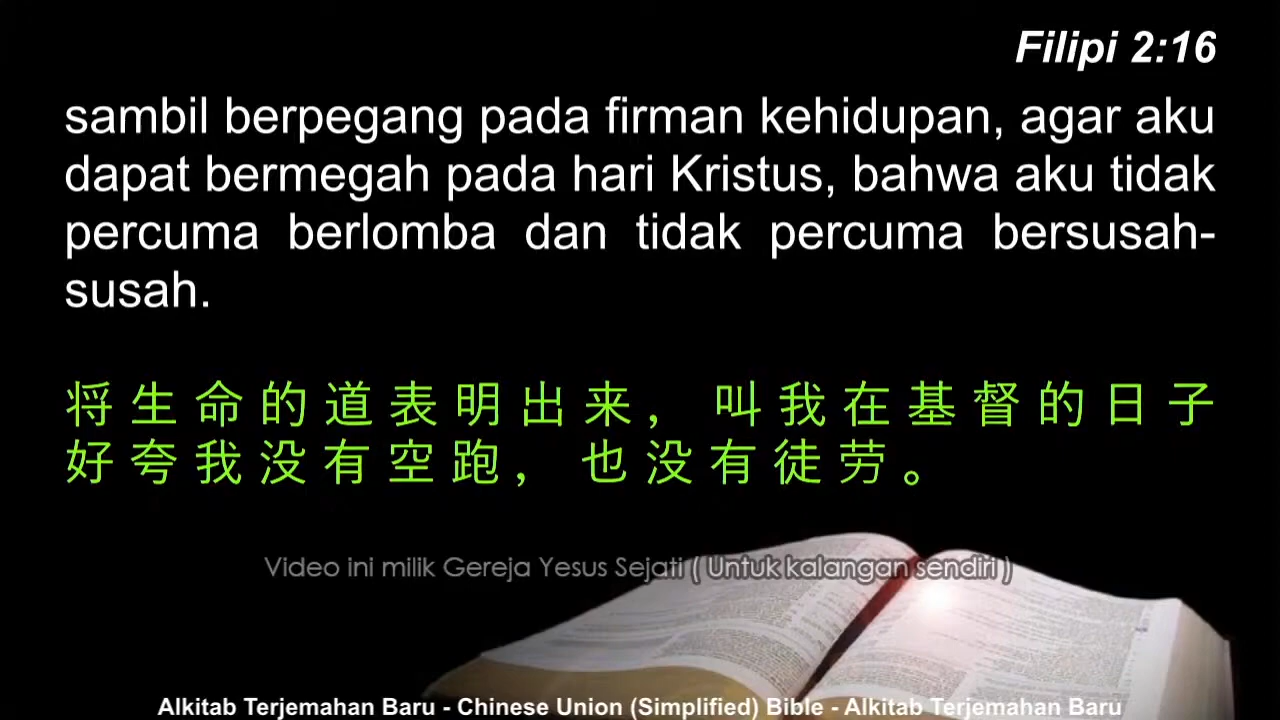 Filipi 2:16
sambil berpegang pada firman kehidupan, agar aku
dapat bermegah pada hari Kristus, bahwa aku tidak
percuma berlomba dan tidak percuma bersusah-
susah.
将生命的道表明出来，叫我在基督的日子
好夸我没有空跑，也没有徒劳。
Video ini milik Gereja Yesus Sejati ( Untuk kalangan sendiri )
Alkitab Terjemahan Baru - Chinese Union (Simplified) Bible - Alkitab Terjemahan Baru